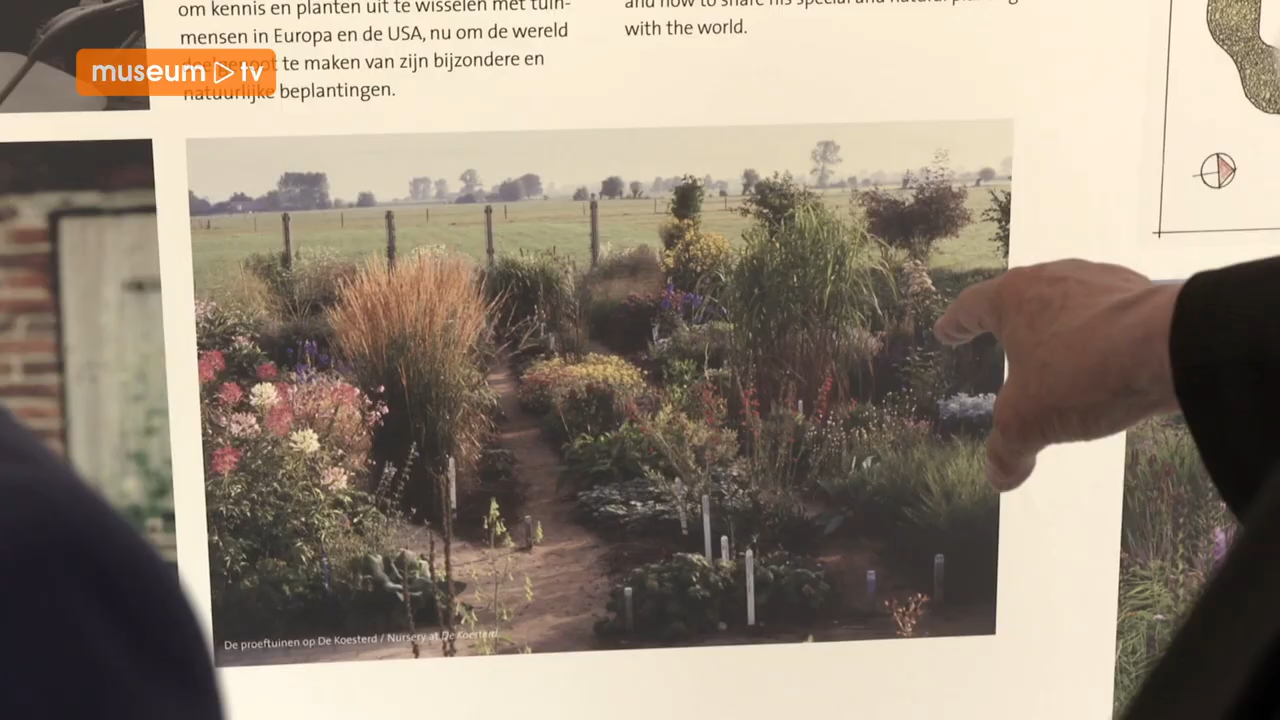 om kennis en planten uit te wisselen met tuin-
mensen in Europa en de USA, nu om de wereld
deelgenoot te maken van zijn bijzondere en
natuurlijke beplantingen.
and how to share his special and natural
with the world.
museum tv
De proeftuinen op De Koesterd / Nursery at De Koesterd